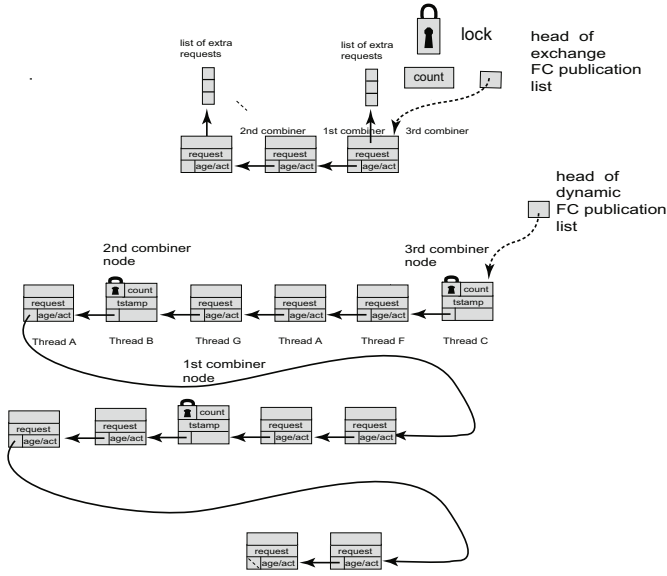 lock
head of
exchange
FC publication
list
list of extra
requests
list of extra
requests
count
2nd combiner
1st combiner
3rd combiner
request
age/act
request
age/act
request
age/act
head of
dynamic
FC publication
list
2nd combiner
node
3rd combiner
node
request
age/act
count
tstamp
request
age/act
request
age/act
request
age/act
count
tstamp
Thread A
Thread B
Thread G
Thread A
Thread F
Thread C
1st combiner
node
request
age/act
request
age/act
count
tstamp
request
age/act
request
age/act
request
age/act
request
age/act